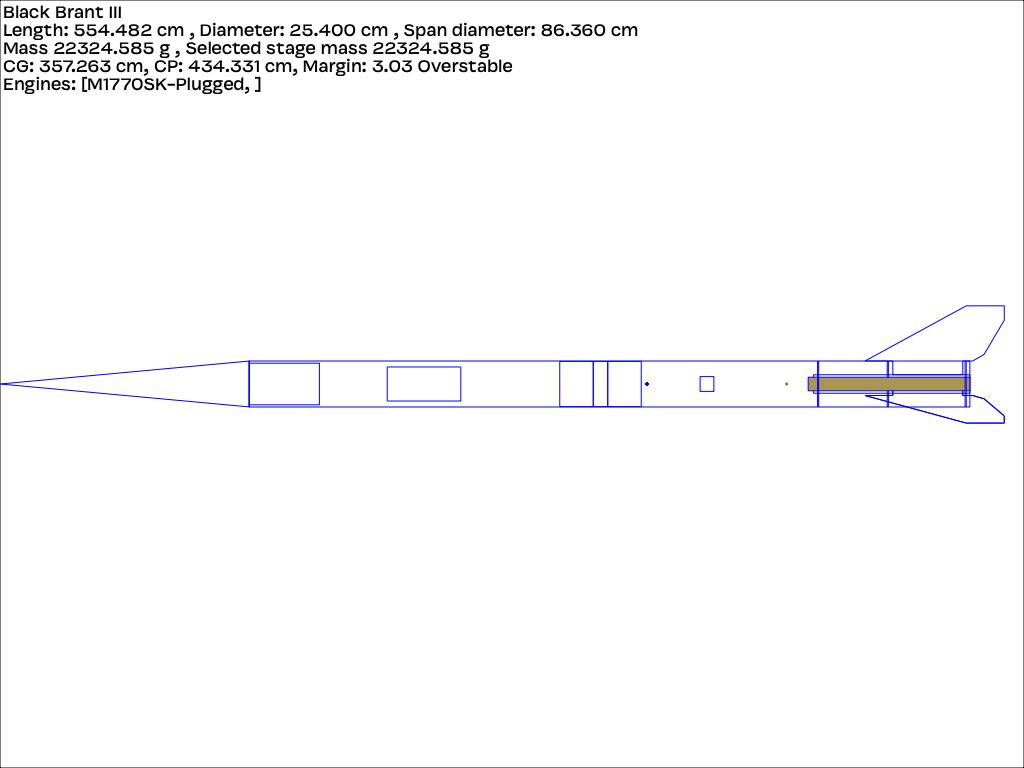 Black Brant III
Length: 554.482 cm , Diameter: 25.400 cm , Span diameter: 86.360 cm
Mass 22324.585 g , Selected stage mass 22324.585 g
CG: 357.263 cm, CP: 434.331 cm, Margin: 3.03 Overstable
Engines: [M1770SK-Plugged, ]